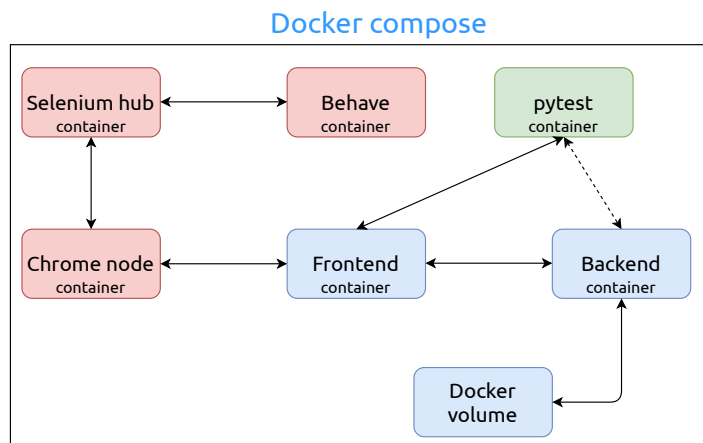 Docker compose
Selenium hub
container
Behave
container
pytest
container
Chrome node
container
Frontend
container
Backend
container
Docker
volume